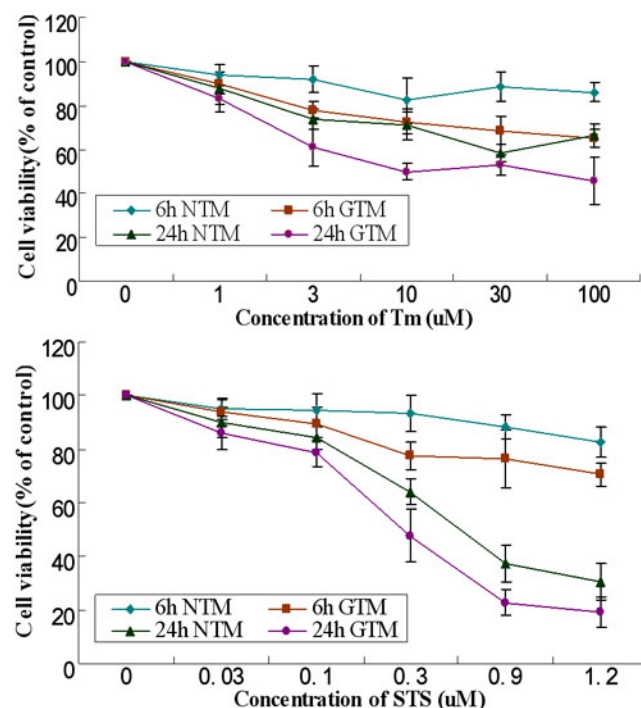 Cell viability(% of control)
120
100
80
60
40
20
0
6h NTM
6h GTM
24h NTM
24h GTM
0 1 3 10 30 100
Concentration of Tm (uM)
Cell viability(% of control)
120
100
80
60
40
20
0
6h NTM
6h GTM
24h NTM
24h GTM
0 0.03 0.1 0.3 0.9 1.2
Concentration of STS (uM)